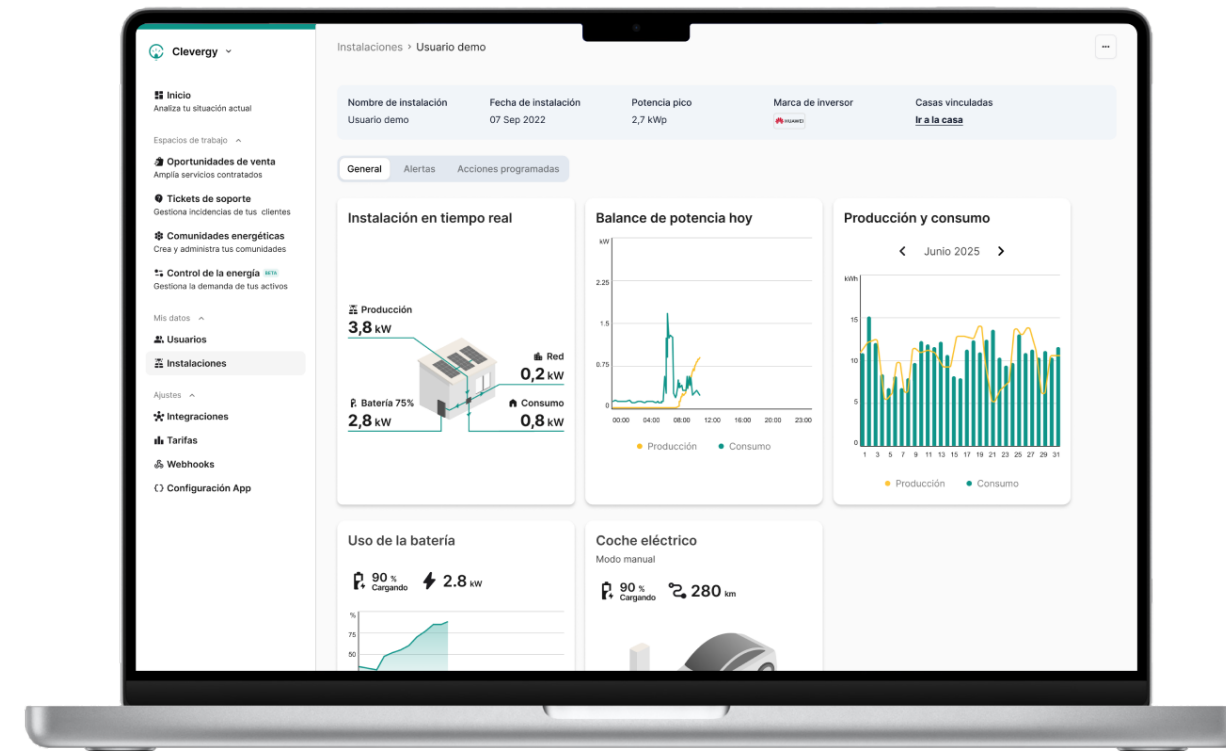 Clevergy
Inicio
Analiza tu situación actual
Espacios de trabajo
Oportunidades de venta
Amplía servicios contratados
Tickets de soporte
Gestiona incidencias de tus clientes
Comunidades energéticas
Crea y administra tus comunidades
Control de la energía BETA
Gestiona la demanda de tus activos
Mis datos
Usuarios
Instalaciones
Ajustes
Integraciones
Tarifas
Webhooks
Configuración App
Instalaciones > Usuario demo
Nombre de instalación
Usuario demo
Fecha de instalación
07 Sep 2022
Potencia pico
2,7 kWp
Marca de inversor
HUAWEI
Casas vinculadas
Ir a la casa
General Alertas Acciones programadas
Instalación en tiempo real
Producción
3,8 kW
Red
0,2 kW
Batería 75%
2,8 kW
Consumo
0,8 kW
Balance de potencia hoy
kW
2.25
1.5
0.75
0
00:00 04:00 08:00 12:00 16:00 20:00 23:00
Producción Consumo
Producción y consumo
Junio 2025
kWh
15
10
5
0
1 3 5 7 9 11 13 15 17 19 21 23 25 27 29 31
Producción Consumo
Uso de la batería
90 %
Cargando
2.8 kW
%
75
50
Coche eléctrico
Modo manual
90 %
Cargando
280 km